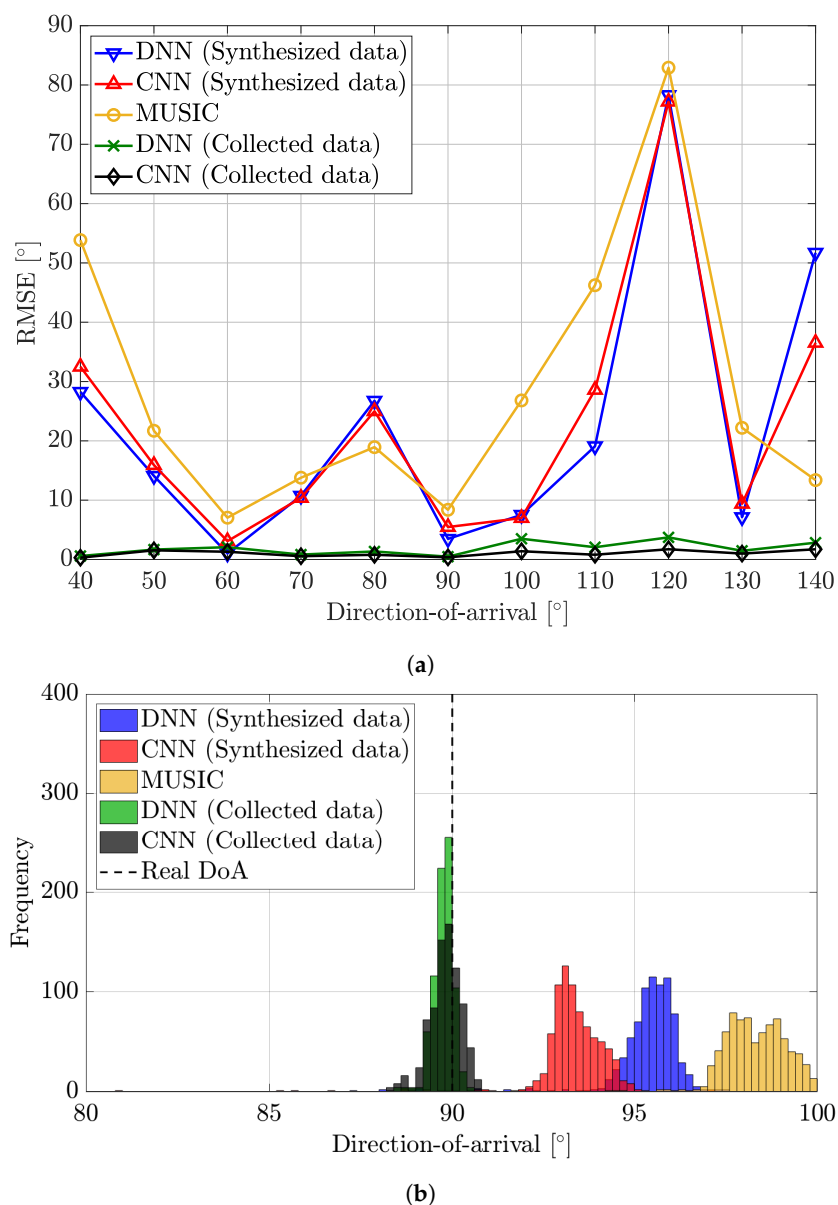 90
80
70
60
50
40
30
20
10
0
RMSE [°]
DNN (Synthesized data)
CNN (Synthesized data)
MUSIC
DNN (Collected data)
CNN (Collected data)
40 50 60 70 80 90 100 110 120 130 140
Direction-of-arrival [°]
(a)
400
300
200
100
0
Frequency
DNN (Synthesized data)
CNN (Synthesized data)
MUSIC
DNN (Collected data)
CNN (Collected data)
Real DoA
80 85 90 95 100
Direction-of-arrival [°]
(b)